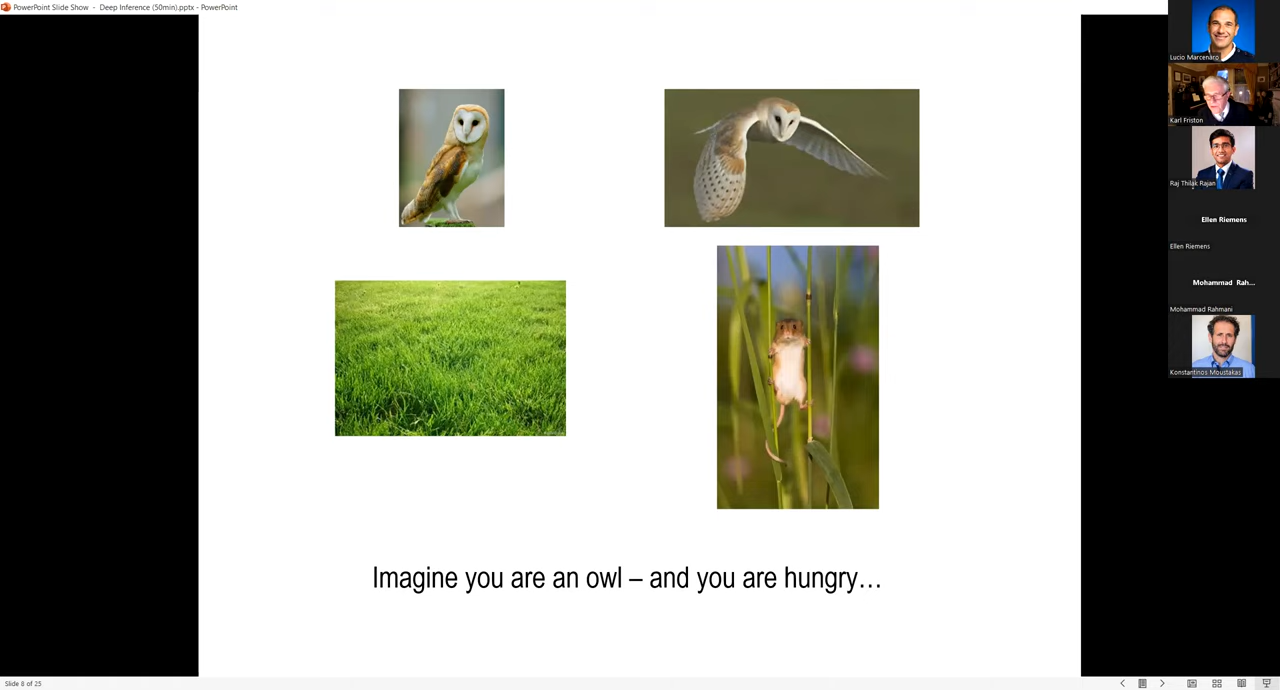 PowerPoint Slide Show - Deep Inference (50min).pptx - PowerPoint
Lucio Marcenaro
Karl Friston
Raj Thilak Rajan
Ellen Riemens
Ellen Riemens
Mohammad Rah...
Mohammad Rahmani
Konstantinos Moustakas
Imagine you are an owl – and you are hungry…
Slide 8 of 25